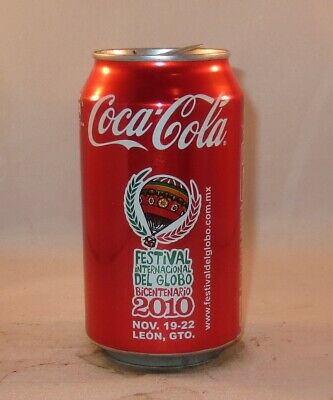 Coca-Cola
FESTIVAL
INTERNACIONAL
DEL GLOBO
BICENTENARIO
2010
NOV. 19-22
LEÓN, GTO.
www.festivaldelglobo.com.mx